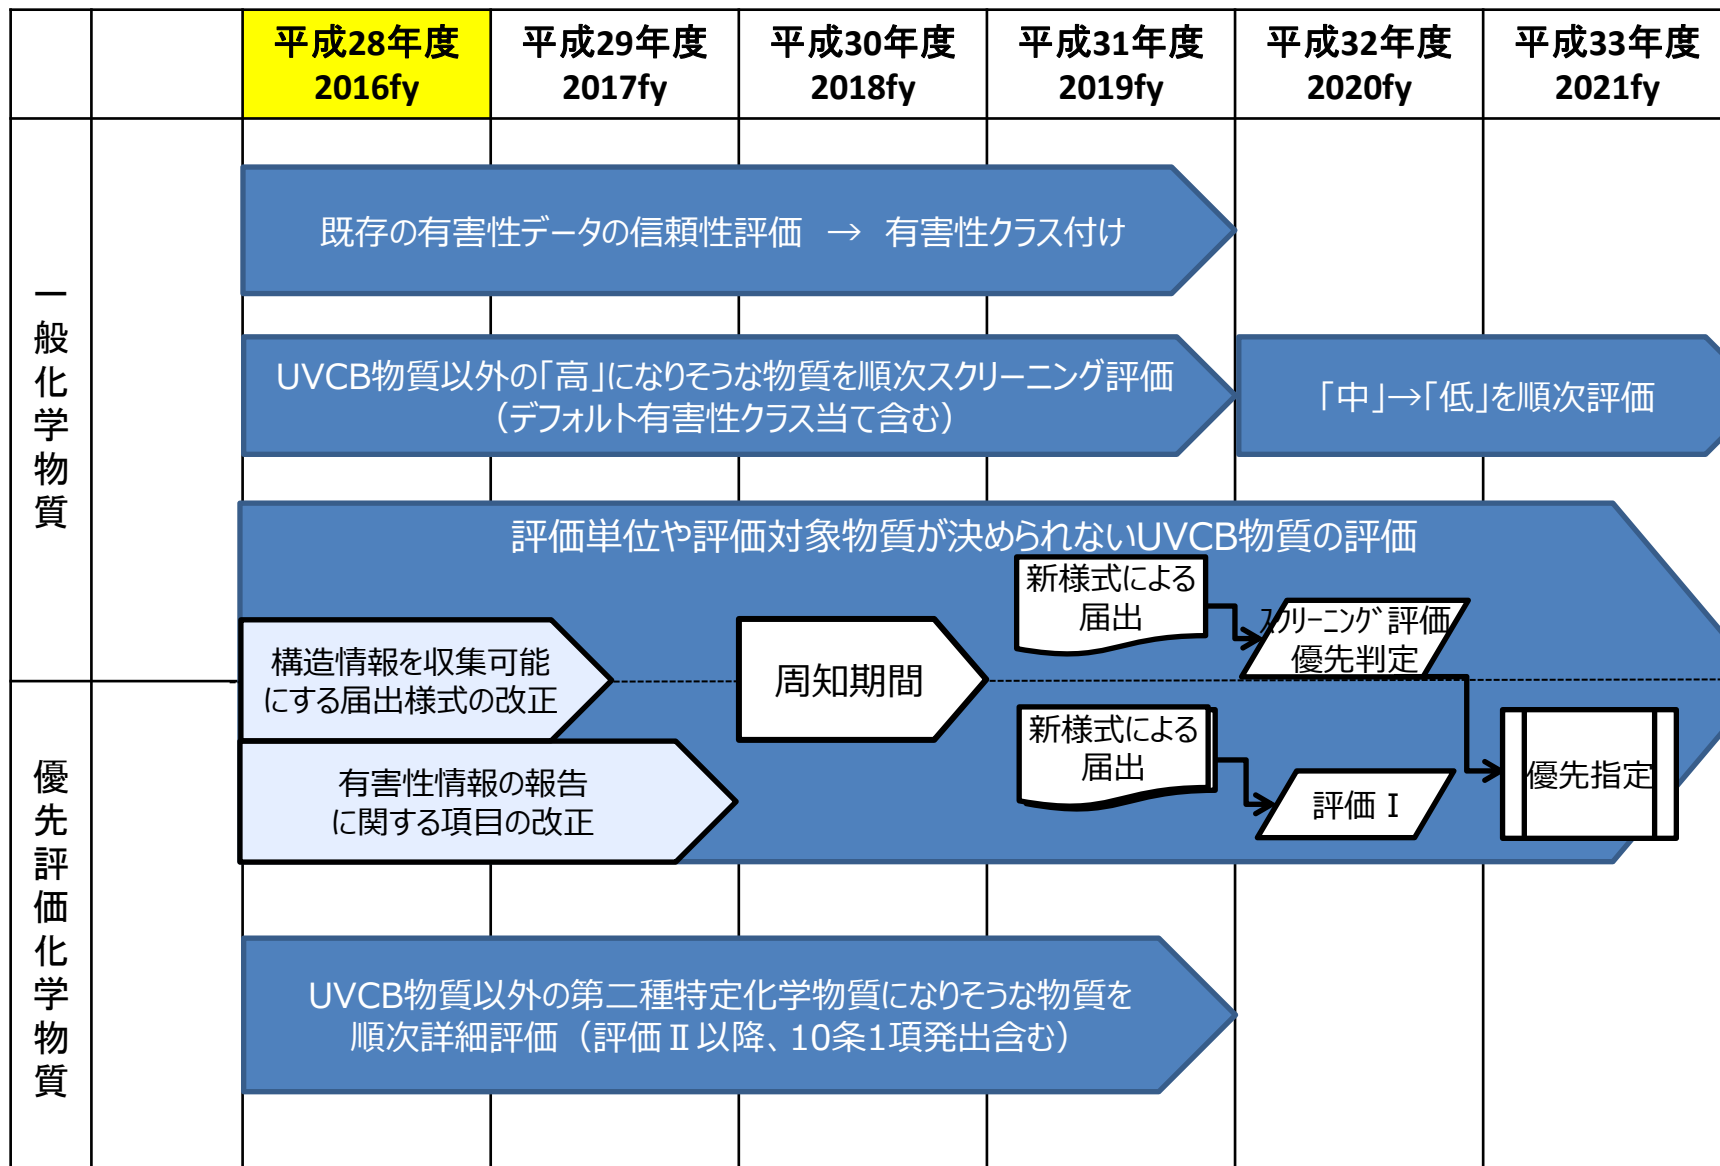 平成28年度
2016fy
平成29年度
2017fy
平成30年度
2018fy
平成31年度
2019fy
平成32年度
2020fy
平成33年度
2021fy
一般化学物質
既存の有害性データの信頼性評価　→　有害性クラス付け
UVCB物質以外の「高」になりそうな物質を順次スクリーニング評価
（デフォルト有害性クラス当て含む）
「中」→「低」を順次評価
評価単位や評価対象物質が決められないUVCB物質の評価
新様式による
届出
ｽｸﾘｰﾆﾝｸﾞ評価
優先判定
構造情報を収集可能
にする届出様式の改正
周知期間
優先評価化学物質
有害性情報の報告
に関する項目の改正
新様式による
届出
評価Ⅰ
優先指定
UVCB物質以外の第二種特定化学物質になりそうな物質を
順次詳細評価（評価Ⅱ以降、10条1項発出含む）